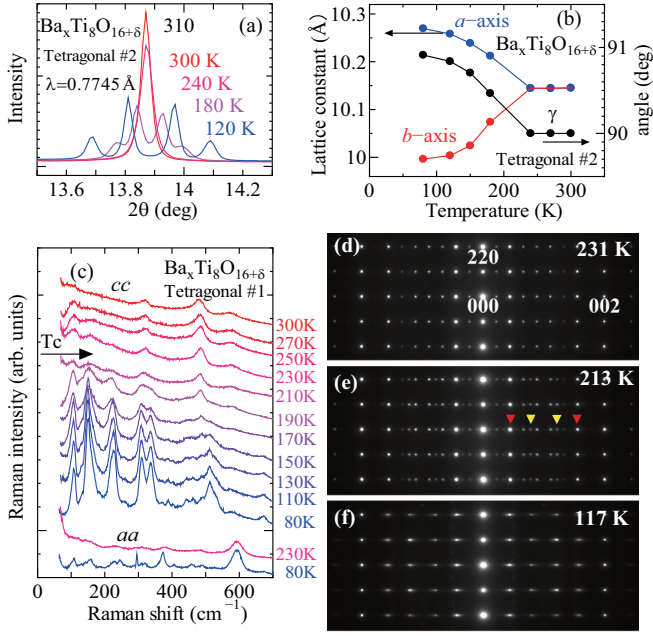 (a)
310
BaxTi8O16+δ
Tetragonal #2
λ=0.7745 Å
300 K
240 K
180 K
120 K
Intensity
13.6 13.8 14 14.2
2θ (deg)
(b)
a-axis
BaxTi8O16+δ
γ
b-axis
Tetragonal #2
Lattice constant (Å)
10.3
10.2
10.1
10
91
90
angle (deg)
0 100 200 300
Temperature (K)
(c)
cc
BaxTi8O16+δ
Tetragonal #1
Tc
300K
270K
250K
230K
210K
190K
170K
150K
130K
110K
80K
aa
230K
80K
Raman intensity (arb. units)
0 200 400 600
Raman shift (cm−1)
(d)
231 K
220
000
002
(e)
213 K
(f)
117 K